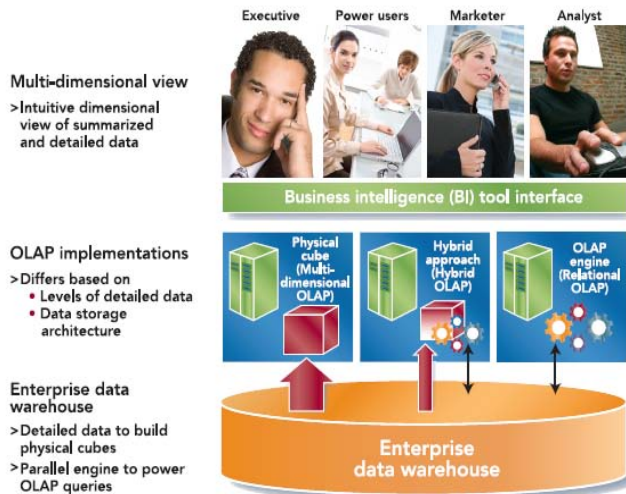 Executive
Power users
Marketer
Analyst
Multi-dimensional view
>Intuitive dimensional
view of summarized
and detailed data
Business intelligence (BI) tool interface
OLAP implementations
>Differs based on
• Levels of detailed data
• Data storage
architecture
Physical
cube (Multi-
dimensional
OLAP)
Hybrid
approach
(Hybrid
OLAP)
OLAP
engine
(Relational
OLAP)
Enterprise data
warehouse
>Detailed data to build
physical cubes
>Parallel engine to power
OLAP queries
Enterprise
data warehouse